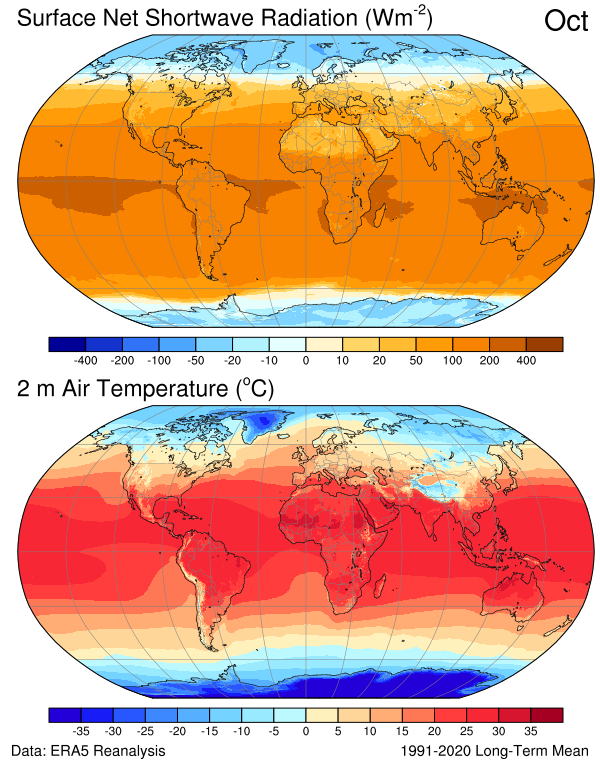 Surface Net Shortwave Radiation (Wm-2)
Oct
-400 -200 -100 -50 -20 -10 0 10 20 50 100 200 400
2 m Air Temperature (oC)
-35 -30 -25 -20 -15 -10 -5 0 5 10 15 20 25 30 35
Data: ERA5 Reanalysis
1991-2020 Long-Term Mean